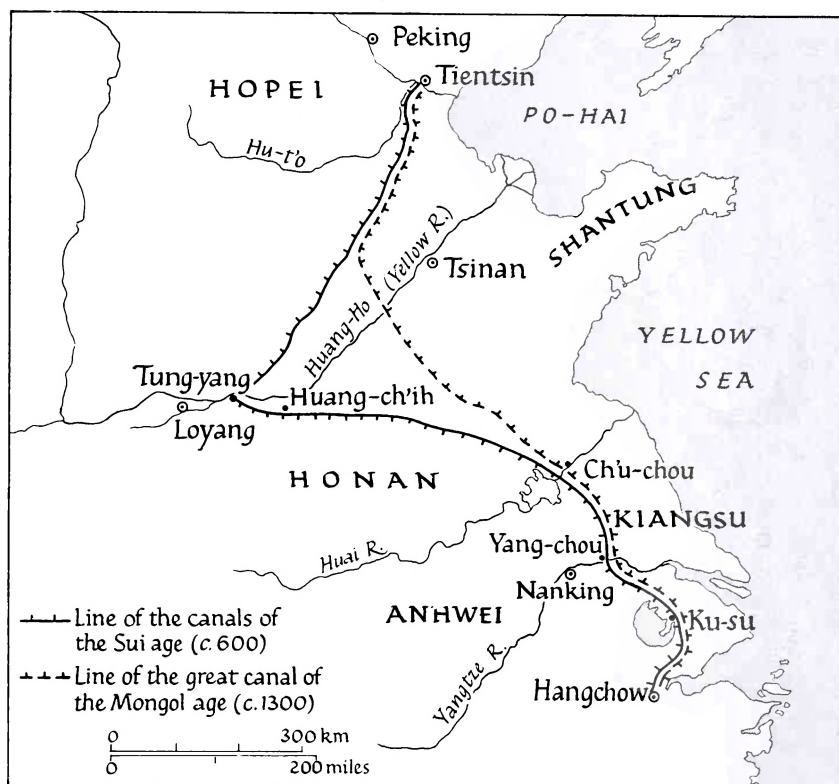 Peking
Tientsin
HOPEI
PO-HAI
Hu-t'o
SHANTUNG
Huang-Ho (Yellow R.)
Tsinan
YELLOW
SEA
Tung-yang
Huang-ch'ih
Loyang
HONAN
Ch'u-chou
KIANGSU
Huai R.
Yang-chou
Nanking
ANHWEI
Ku-su
Yangtze R.
Hangchow
Line of the canals of
the Sui age (c. 600)
Line of the great canal of
the Mongol age (c. 1300)
0 300 km
0 200 miles